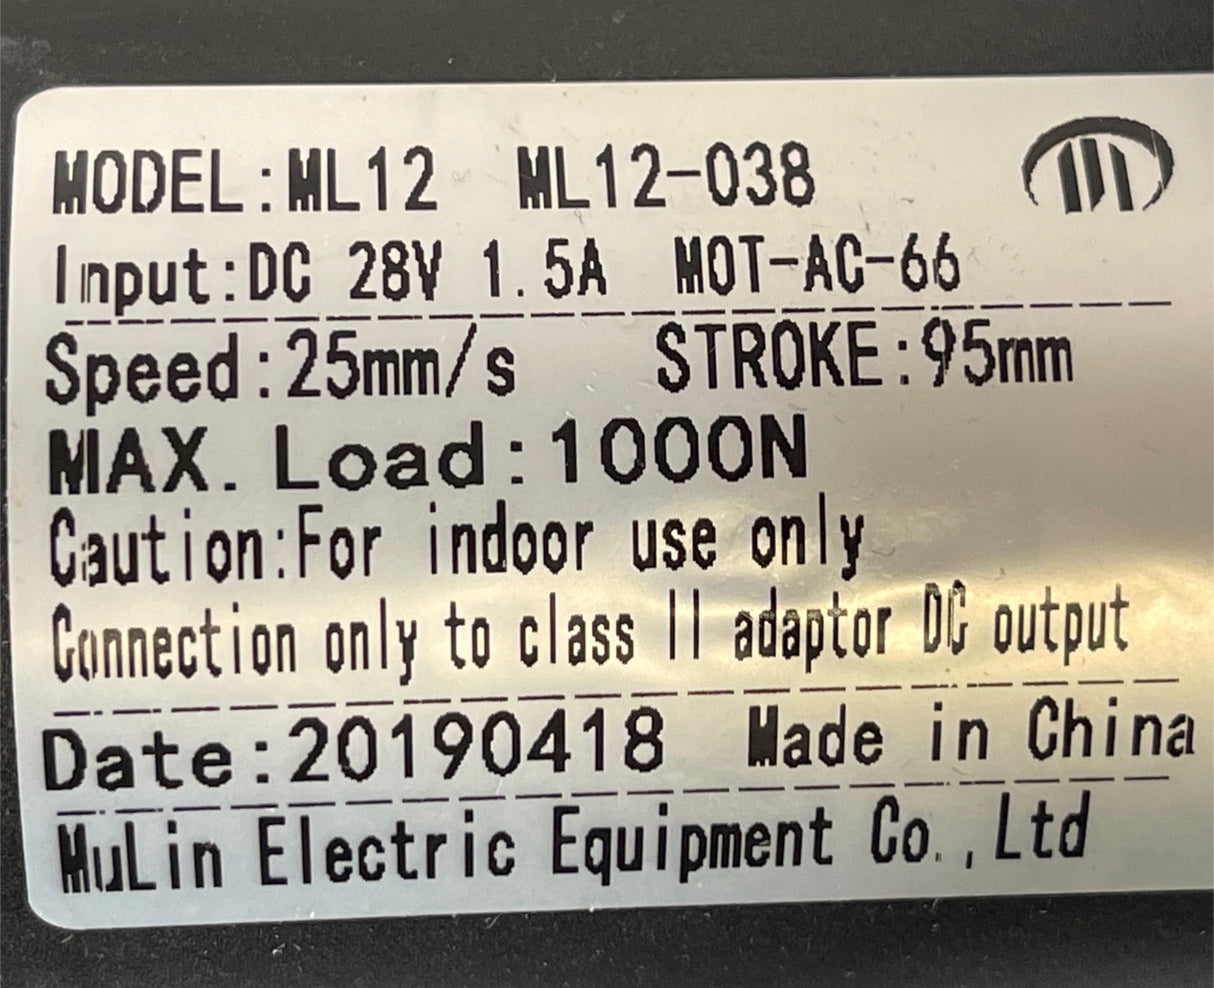 MODEL:ML12 ML12-038
Input:DC 28V 1.5A MOT-AC-66
Speed:25mm/s STROKE:95mm
MAX. Load:1000N
Caution:For indoor use only
Connection only to class II adaptor DC output
Date:20190418 Made in China
MuLin Electric Equipment Co.,Ltd